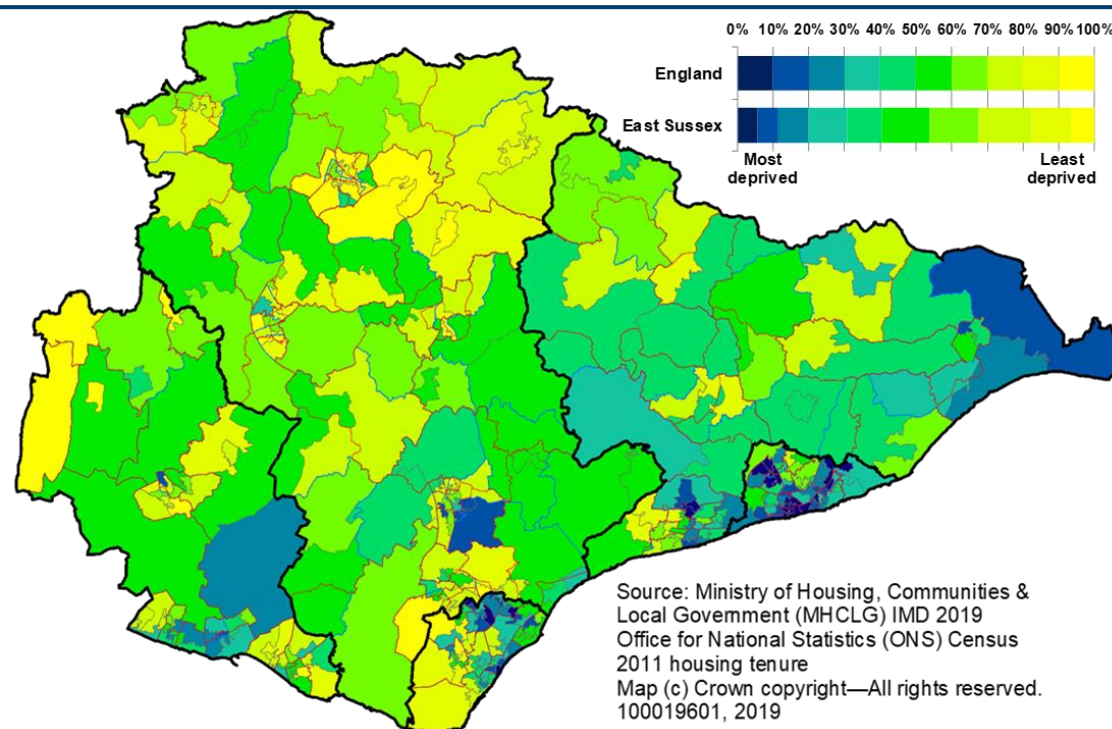 0% 10% 20% 30% 40% 50% 60% 70% 80% 90% 100%
England
East Sussex
Most deprived
Least deprived
Source: Ministry of Housing, Communities &
Local Government (MHCLG) IMD 2019
Office for National Statistics (ONS) Census
2011 housing tenure
Map (c) Crown copyright—All rights reserved.
100019601, 2019